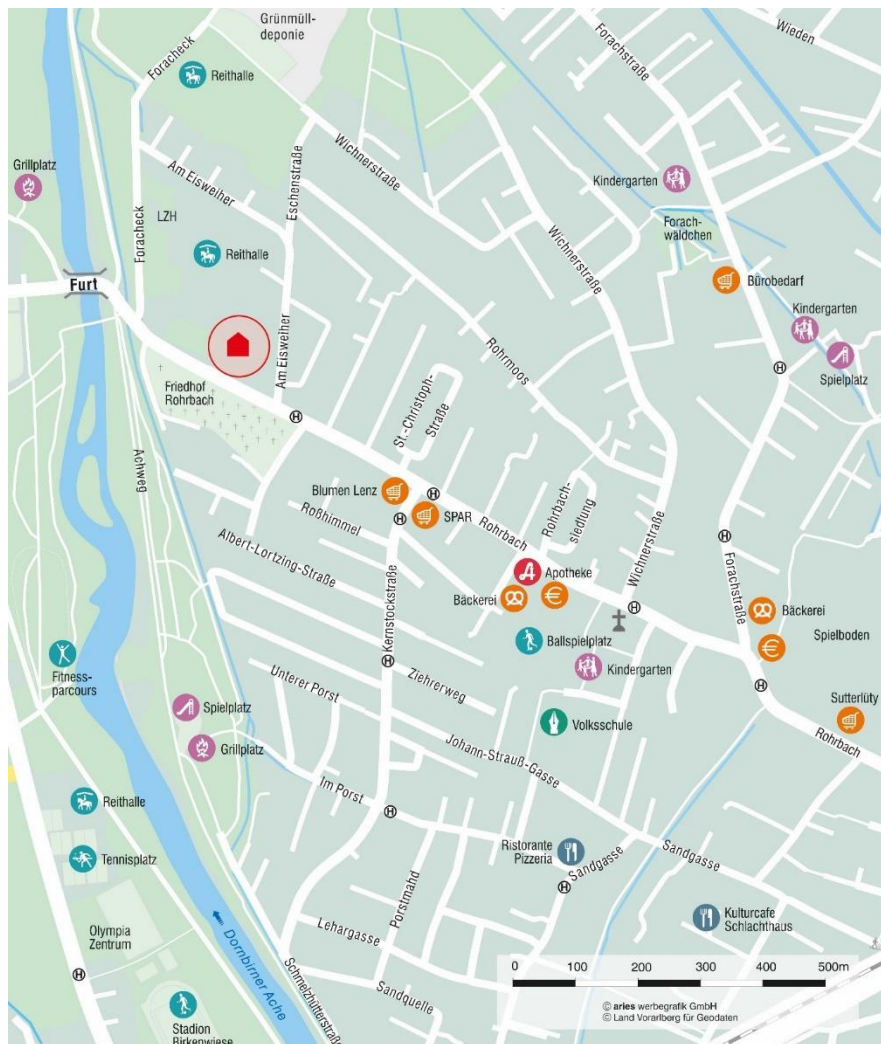 Grünmüll-
deponie
Foracheck
Reithalle
Forachstraße
Wieden
Wichnerstraße
Grillplatz
Am Eisweiher
Eschenstraße
Kindergarten
LZH
Foracheck
Reithalle
Forach-
wäldchen
Wichnerstraße
Furt
Bürobedarf
Kindergarten
Am Eisweiher
Rohrmoos
Spielplatz
Friedhof
Rohrbach
H
H
St.-Christoph-
Straße
Achweg
Blumen Lenz
H
H
SPAR
Roßhimmel
Rohrbach
Rohrbach-
siedlung
Albert-Lortzing-Straße
H
Wichnerstraße
Forachstraße
A
Apotheke
Bäckerei
€
H
Bäckerei
Kernstockstraße
Ballspielplatz
Spielboden
€
Fitness-
parcours
H
Kindergarten
Ziehrerweg
Unterer Porst
H
Spielplatz
Sutterlüty
Volksschule
Grillplatz
Johann-Strauß-Gasse
Rohrbach
Im Porst
Reithalle
H
Ristorante
Pizzeria
Sandgasse
Sandgasse
Tennisplatz
H
Porstmahd
Kulturcafe
Schlachthaus
Olympia
Zentrum
Dornbirner Ache
Lehargasse
H
Schmelzhütterstraße
Sandquelle
0 100 200 300 400 500m
Stadion
Birkenwiese
© aries werbegrafik GmbH
© Land Vorarlberg für Geodaten